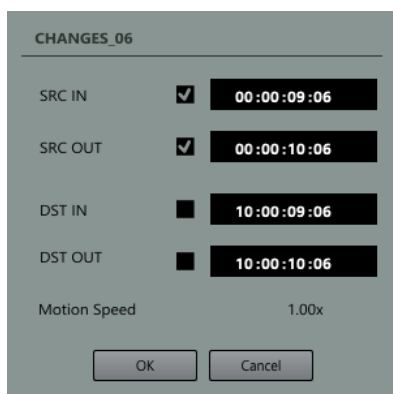 CHANGES_06
SRC IN 00:00:09:06
SRC OUT 00:00:10:06
DST IN 10:00:09:06
DST OUT 10:00:10:06
Motion Speed 1.00x
OK Cancel